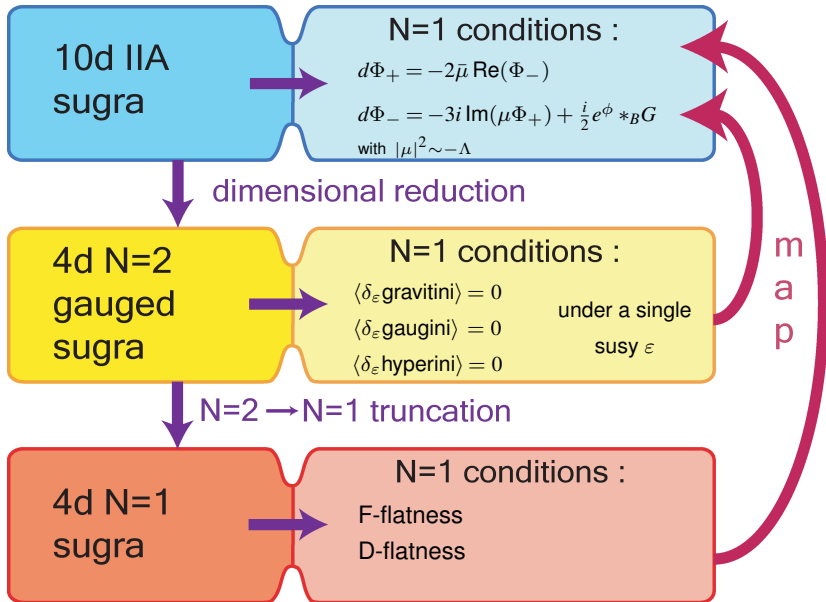 10d IIA
sugra
N=1 conditions :
dΦ₊ = −2μ̄ Re(Φ₋)
dΦ₋ = −3i Im(μΦ₊) + i/2 e^ϕ *_B G
with |μ|² ∼ −Λ
dimensional reduction
4d N=2
gauged
sugra
N=1 conditions :
⟨δ_ε gravitini⟩ = 0
⟨δ_ε gaugini⟩ = 0
⟨δ_ε hyperini⟩ = 0
under a single
susy ε
map
N=2 → N=1 truncation
4d N=1
sugra
N=1 conditions :
F-flatness
D-flatness